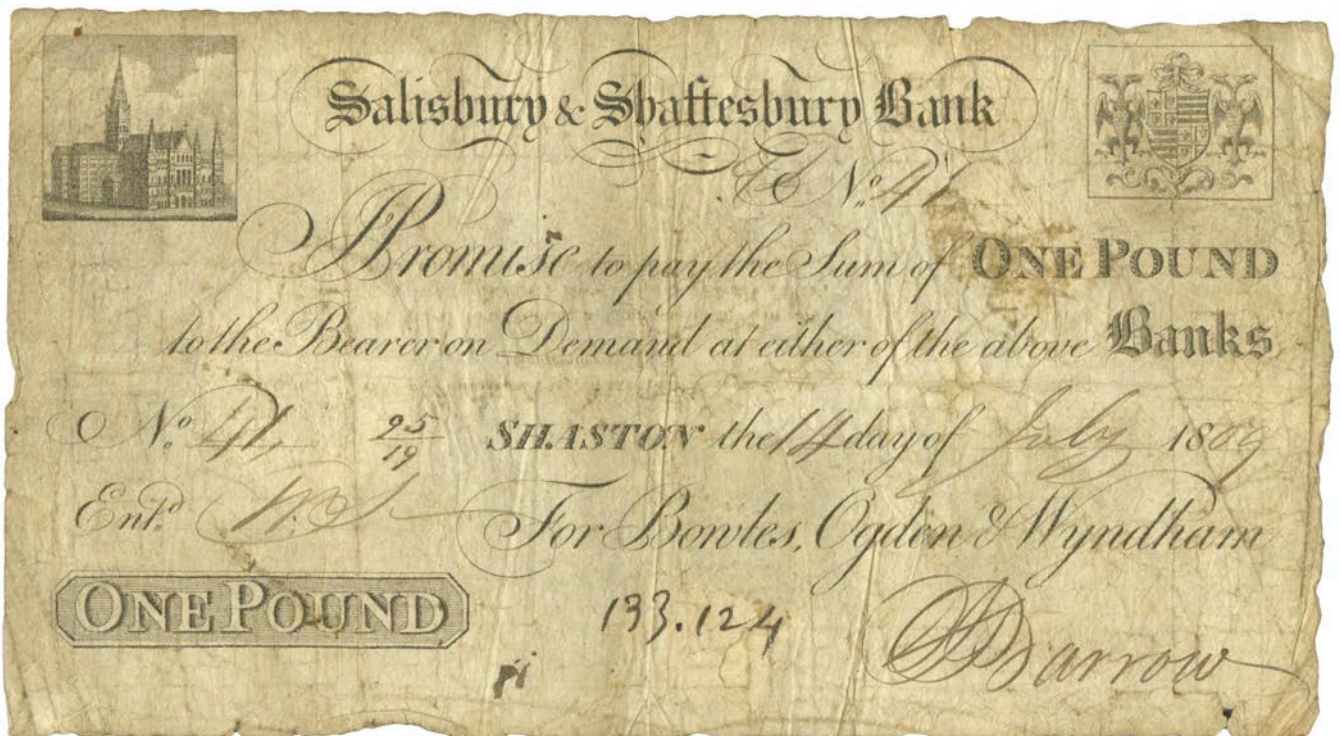 Salisbury & Shaftesbury Bank
No. 41
I Promise to pay the Sum of ONE POUND
to the Bearer on Demand at either of the above Banks
No. 41 25/19 SHASTON the 14 day of July 1809
Entd.
For Bowles, Ogden & Wyndham
ONE POUND 133.124